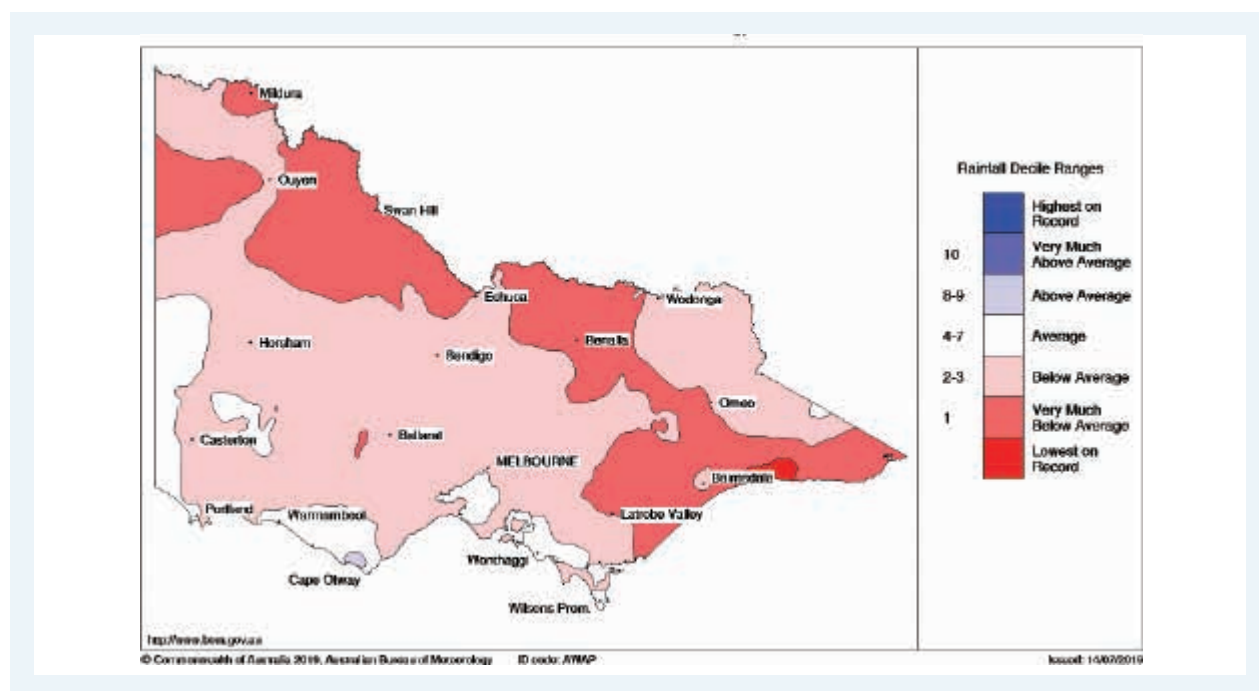 Mildura
Ouyen
Swan Hill
Echuca
Wodonga
Horsham
Bendigo
Benalla
Omeo
Casterton
Ballarat
MELBOURNE
Bairnsdale
Portland
Warrnambool
Latrobe Valley
Wonthaggi
Cape Otway
Wilsons Prom.
Rainfall Decile Ranges
Highest on
Record
10
Very Much
Above Average
8-9
Above Average
4-7
Average
2-3
Below Average
1
Very Much
Below Average
Lowest on
Record
http://www.bom.gov.au
© Commonwealth of Australia 2019, Australian Bureau of Meteorology
ID code: AWAP
Issued: 14/07/2019